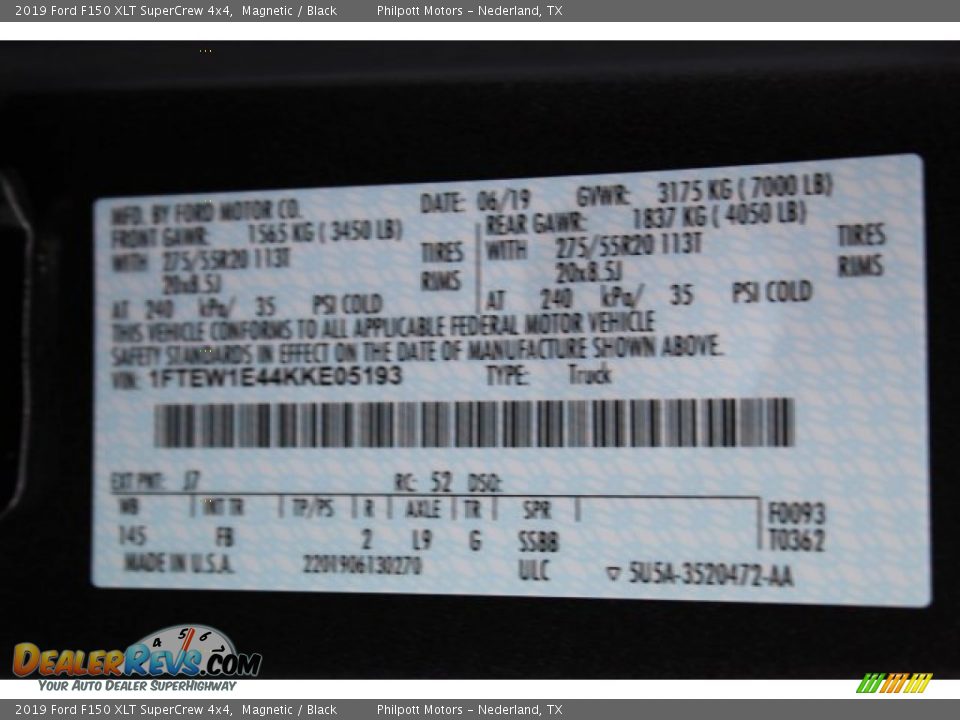 2019 Ford F150 XLT SuperCrew 4x4, Magnetic / Black Philpott Motors - Nederland, TX
MFD. BY FORD MOTOR CO. DATE: 06/19 GVWR: 3175 KG ( 7000 LB)
FRONT GAWR: 1565 KG ( 3450 LB) REAR GAWR: 1837 KG ( 4050 LB)
WITH 275/55R20 113T TIRES WITH 275/55R20 113T TIRES
20x8.5J RIMS 20x8.5J RIMS
AT 240 kPa/ 35 PSI COLD AT 240 kPa/ 35 PSI COLD
THIS VEHICLE CONFORMS TO ALL APPLICABLE FEDERAL MOTOR VEHICLE
SAFETY STANDARDS IN EFFECT ON THE DATE OF MANUFACTURE SHOWN ABOVE.
VIN: 1FTEW1E44KKE05193 TYPE: Truck
EXT PNT: J7 RC: 52 DSO:
WB INT TR TP/PS R AXLE TR SPR F0093
145 FB 2 L9 G SSBB T0362
MADE IN U.S.A. 2201906130270 ULC ▽ 5U5A-3520472-AA
4 5 6
DEALERREVS.COM
YOUR AUTO DEALER SUPERHIGHWAY
2019 Ford F150 XLT SuperCrew 4x4, Magnetic / Black Philpott Motors - Nederland, TX